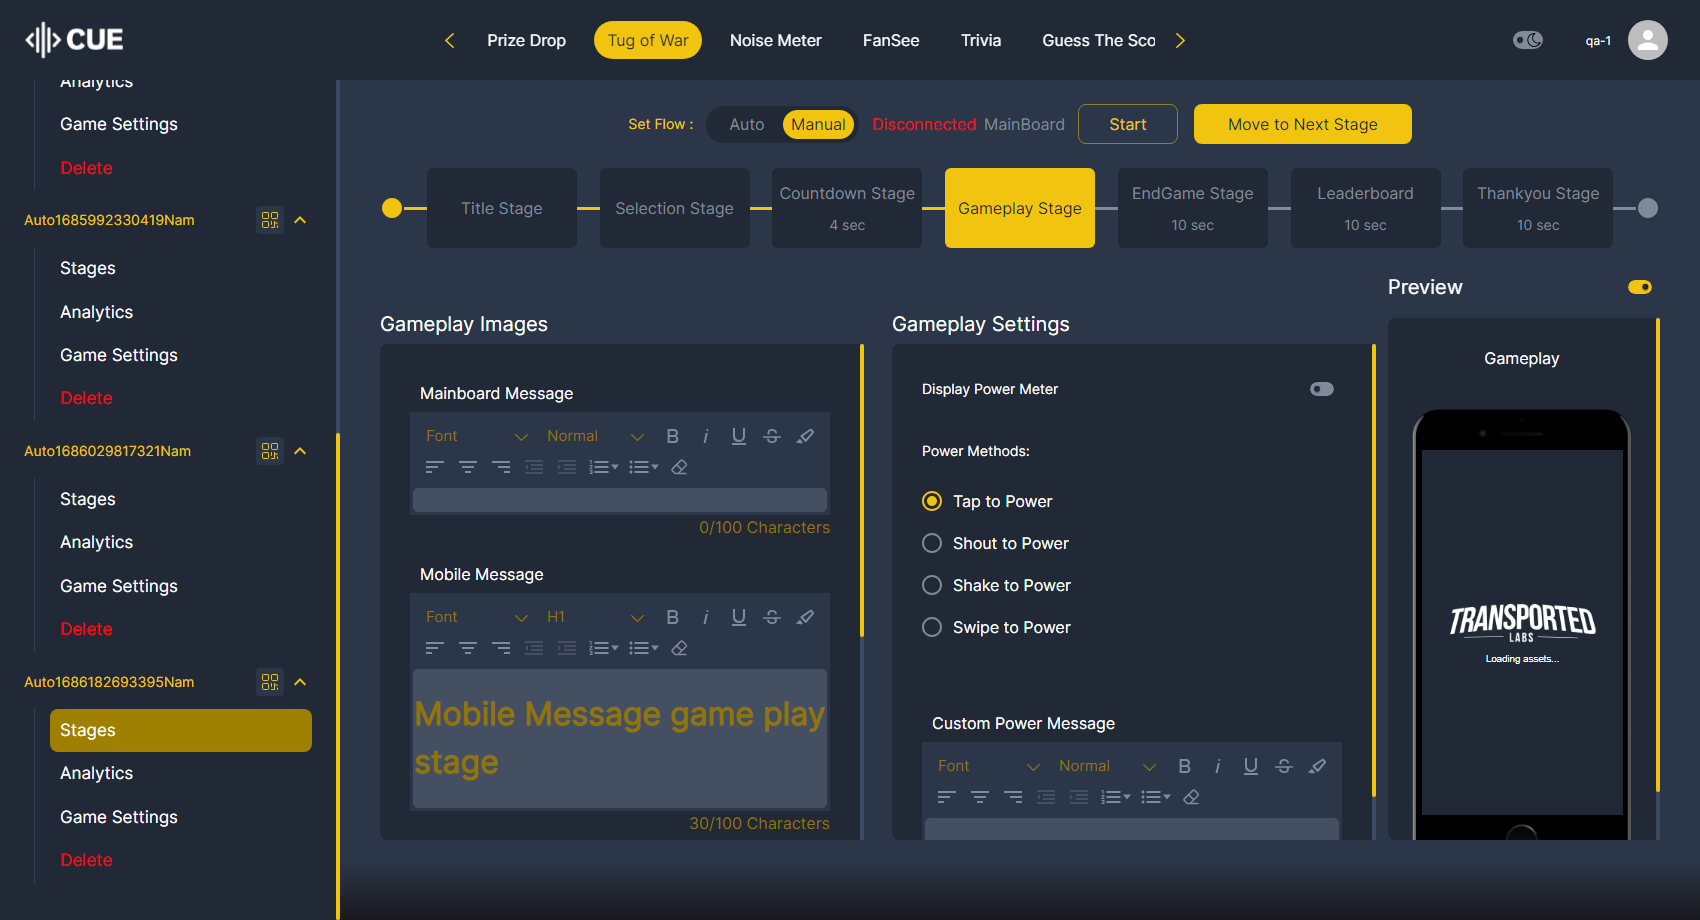 CUE
Prize Drop
Tug of War
Noise Meter
FanSee
Trivia
Guess The Sco
qa-1
Analytics
Game Settings
Delete
Auto1685992330419Nam
Stages
Analytics
Game Settings
Delete
Auto1686029817321Nam
Stages
Analytics
Game Settings
Delete
Auto1686182693395Nam
Stages
Analytics
Game Settings
Delete
Set Flow :
Auto
Manual
Disconnected MainBoard
Start
Move to Next Stage
Title Stage
Selection Stage
Countdown Stage
4 sec
Gameplay Stage
EndGame Stage
10 sec
Leaderboard
10 sec
Thankyou Stage
10 sec
Gameplay Images
Mainboard Message
Font
Normal
0/100 Characters
Mobile Message
Font
H1
Mobile Message game play
stage
30/100 Characters
Gameplay Settings
Display Power Meter
Power Methods:
Tap to Power
Shout to Power
Shake to Power
Swipe to Power
Custom Power Message
Font
Normal
Preview
Gameplay
TRANSPORTED
LABS
Loading assets...